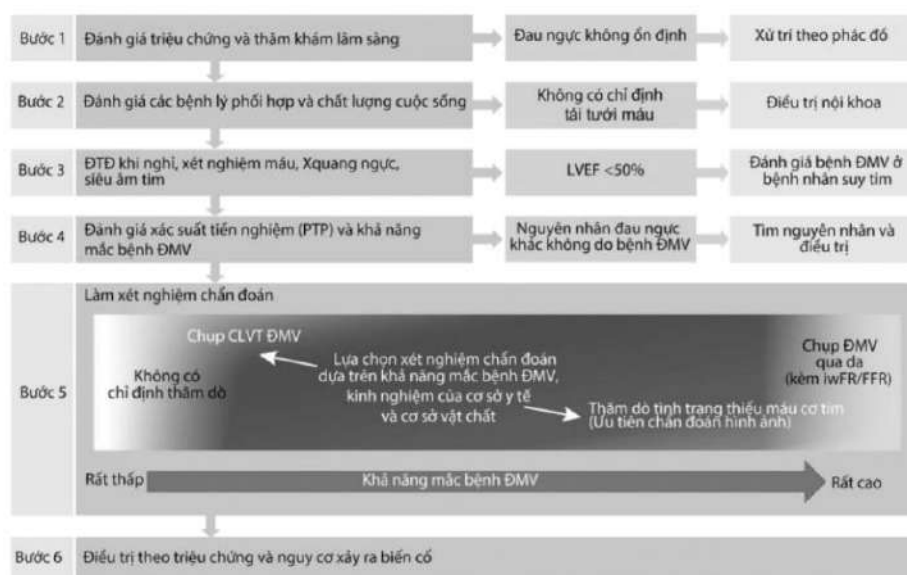 Bước 1
Đánh giá triệu chứng và thăm khám lâm sàng
Đau ngực không ổn định
Xử trí theo phác đồ
Bước 2
Đánh giá các bệnh lý phối hợp và chất lượng cuộc sống
Không có chỉ định
tái tưới máu
Điều trị nội khoa
Bước 3
ĐTĐ khi nghỉ, xét nghiệm máu, Xquang ngực,
siêu âm tim
LVEF <50%
Đánh giá bệnh ĐMV ở
bệnh nhân suy tim
Bước 4
Đánh giá xác suất tiền nghiệm (PTP) và khả năng
mắc bệnh ĐMV
Nguyên nhân đau ngực
khác không do bệnh ĐMV
Tìm nguyên nhân và
điều trị
Bước 5
Làm xét nghiệm chẩn đoán
Không có
chỉ định thăm dò
Chụp CLVT ĐMV
Lựa chọn xét nghiệm chẩn đoán
dựa trên khả năng mắc bệnh ĐMV,
kinh nghiệm của cơ sở y tế
và cơ sở vật chất
Thăm dò tình trạng thiếu máu cơ tim
(Ưu tiên chẩn đoán hình ảnh)
Chụp ĐMV
qua da
(kèm iwFR/FFR)
Rất thấp
Khả năng mắc bệnh ĐMV
Rất cao
Bước 6
Điều trị theo triệu chứng và nguy cơ xảy ra biến cố